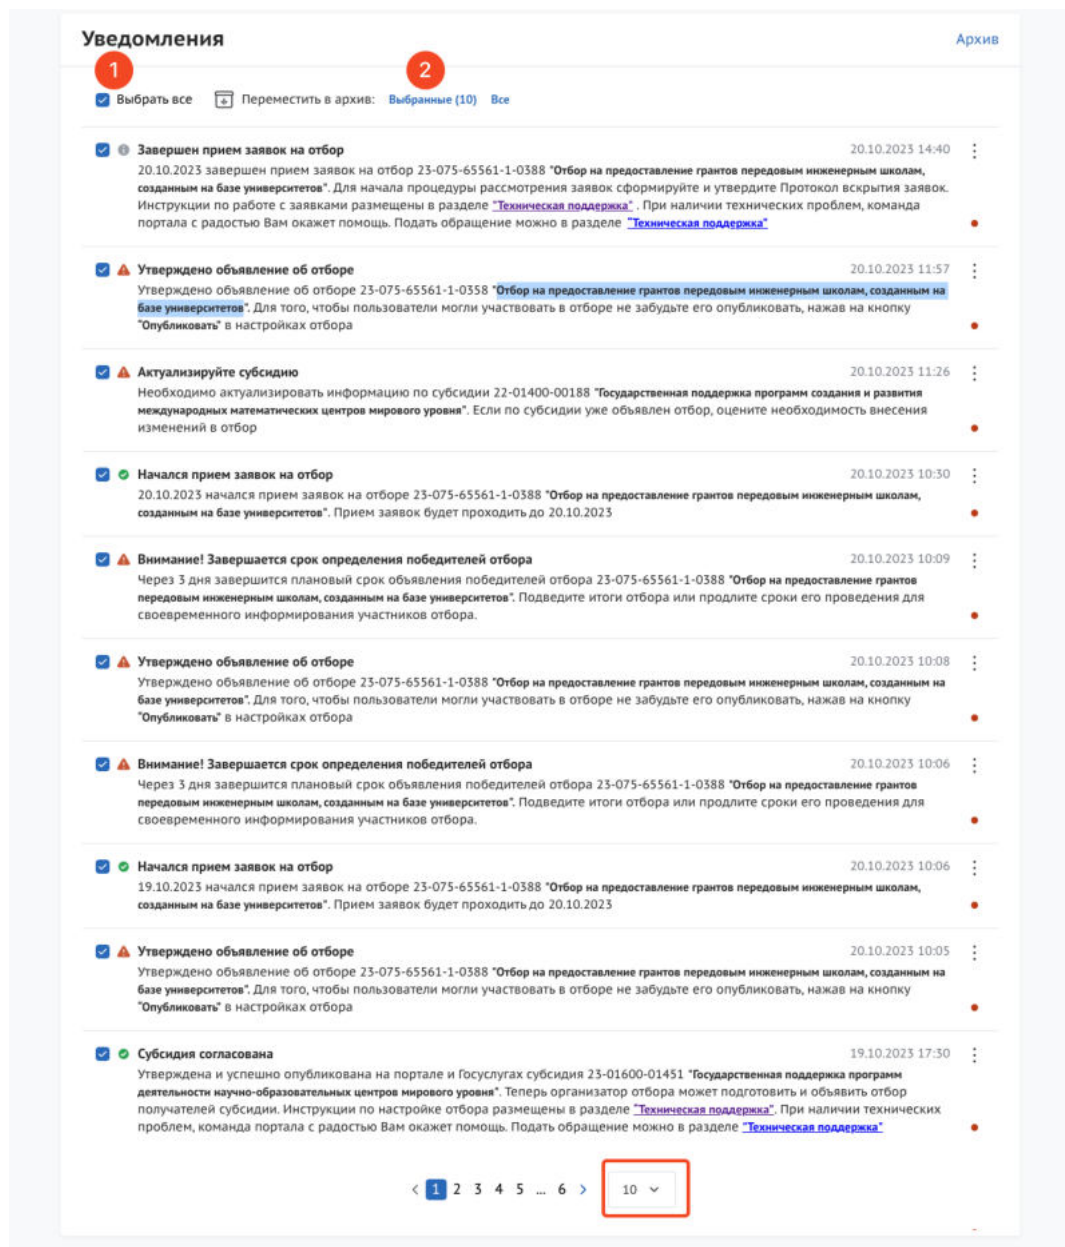 Уведомления
Архив
1
2
Выбрать все
Переместить в архив:
Выбранные (10)
Все
Завершен прием заявок на отбор
20.10.2023 14:40
20.10.2023 завершен прием заявок на отбор 23-075-65561-1-0388 "Отбор на предоставление грантов передовым инженерным школам,
созданным на базе университетов". Для начала процедуры рассмотрения заявок сформируйте и утвердите Протокол вскрытия заявок.
Инструкции по работе с заявками размещены в разделе "Техническая поддержка" . При наличии технических проблем, команда
портала с радостью Вам окажет помощь. Подать обращение можно в разделе "Техническая поддержка"
Утверждено объявление об отборе
20.10.2023 11:57
Утверждено объявление об отборе 23-075-65561-1-0358 "Отбор на предоставление грантов передовым инженерным школам, созданным на
базе университетов". Для того, чтобы пользователи могли участвовать в отборе не забудьте его опубликовать, нажав на кнопку
"Опубликовать" в настройках отбора
Актуализируйте субсидию
20.10.2023 11:26
Необходимо актуализировать информацию по субсидии 22-01400-00188 "Государственная поддержка программ создания и развития
международных математических центров мирового уровня". Если по субсидии уже объявлен отбор, оцените необходимость внесения
изменений в отбор
Начался прием заявок на отбор
20.10.2023 10:30
20.10.2023 начался прием заявок на отборе 23-075-65561-1-0388 "Отбор на предоставление грантов передовым инженерным школам,
созданным на базе университетов". Прием заявок будет проходить до 20.10.2023
Внимание! Завершается срок определения победителей отбора
20.10.2023 10:09
Через 3 дня завершится плановый срок объявления победителей отбора 23-075-65561-1-0388 "Отбор на предоставление грантов
передовым инженерным школам, созданным на базе университетов". Подведите итоги отбора или продлите сроки его проведения для
своевременного информирования участников отбора.
Утверждено объявление об отборе
20.10.2023 10:08
Утверждено объявление об отборе 23-075-65561-1-0388 "Отбор на предоставление грантов передовым инженерным школам, созданным на
базе университетов". Для того, чтобы пользователи могли участвовать в отборе не забудьте его опубликовать, нажав на кнопку
"Опубликовать" в настройках отбора
Внимание! Завершается срок определения победителей отбора
20.10.2023 10:06
Через 3 дня завершится плановый срок объявления победителей отбора 23-075-65561-1-0388 "Отбор на предоставление грантов
передовым инженерным школам, созданным на базе университетов". Подведите итоги отбора или продлите сроки его проведения для
своевременного информирования участников отбора.
Начался прием заявок на отбор
20.10.2023 10:06
19.10.2023 начался прием заявок на отборе 23-075-65561-1-0388 "Отбор на предоставление грантов передовым инженерным школам,
созданным на базе университетов". Прием заявок будет проходить до 20.10.2023
Утверждено объявление об отборе
20.10.2023 10:05
Утверждено объявление об отборе 23-075-65561-1-0388 "Отбор на предоставление грантов передовым инженерным школам, созданным на
базе университетов". Для того, чтобы пользователи могли участвовать в отборе не забудьте его опубликовать, нажав на кнопку
"Опубликовать" в настройках отбора
Субсидия согласована
19.10.2023 17:30
Утверждена и успешно опубликована на портале и Госуслугах субсидия 23-01600-01451 "Государственная поддержка программ
деятельности научно-образовательных центров мирового уровня". Теперь организатор отбора может подготовить и объявить отбор
получателей субсидии. Инструкции по настройке отбора размещены в разделе "Техническая поддержка". При наличии технических
проблем, команда портала с радостью Вам окажет помощь. Подать обращение можно в разделе "Техническая поддержка"
< 1 2 3 4 5 ... 6 >
10